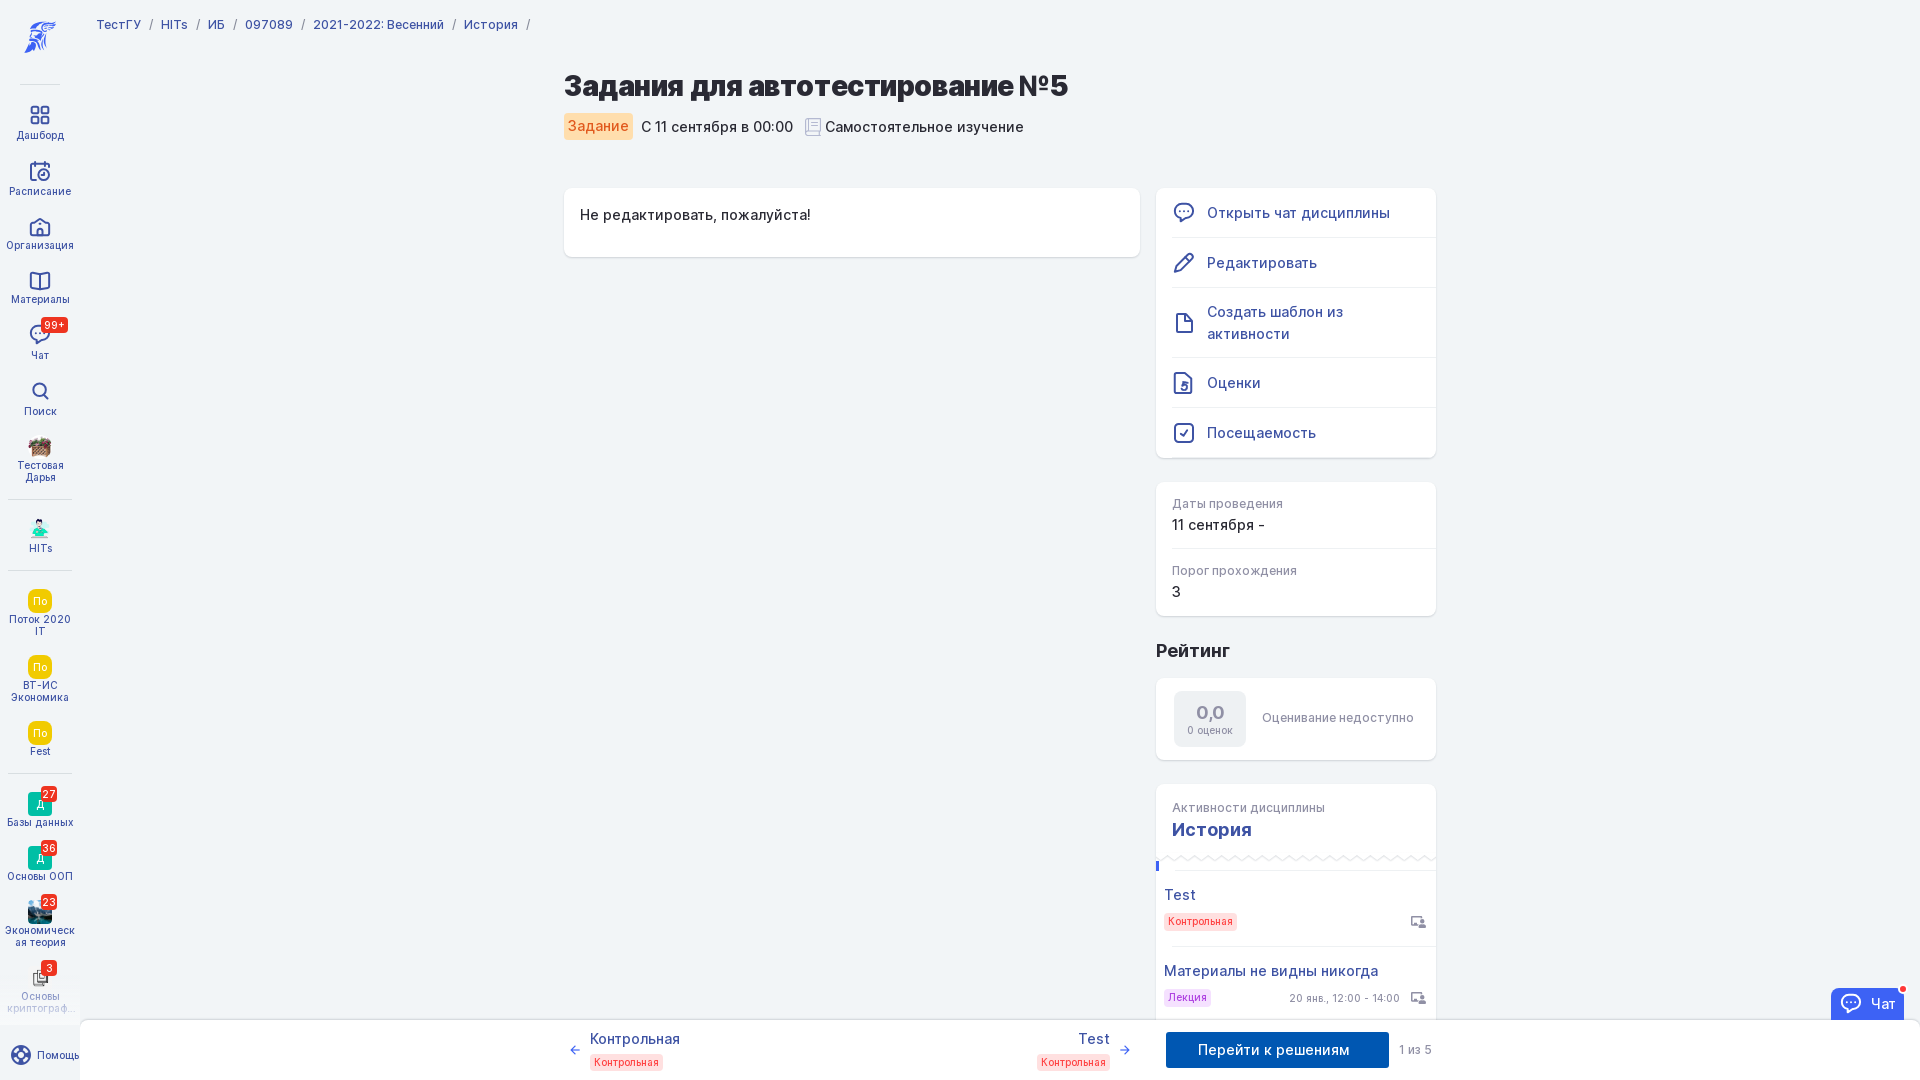 ТестГУ / HITs / ИБ / 097089 / 2021-2022: Весенний / История /
Дашборд
Расписание
Организация
Материалы
99+
Чат
Поиск
Тестовая
Дарья
HITs
По
Поток 2020
IT
По
ВТ-ИС
Экономика
По
Fest
27
Д
Базы данных
36
Д
Основы ООП
23
Экономическ
ая теория
3
Основы
криптограф...
Помощь
Задания для автотестирование №5
Задание С 11 сентября в 00:00 Самостоятельное изучение
Не редактировать, пожалуйста!
Открыть чат дисциплины
Редактировать
Создать шаблон из
активности
5
Оценки
Посещаемость
Даты проведения
11 сентября -
Порог прохождения
3
Рейтинг
0,0
0 оценок
Оценивание недоступно
Активности дисциплины
История
Test
Контрольная
Материалы не видны никогда
Лекция 20 янв., 12:00 - 14:00
Чат
Контрольная
Контрольная
Test
Контрольная
Перейти к решениям
1 из 5